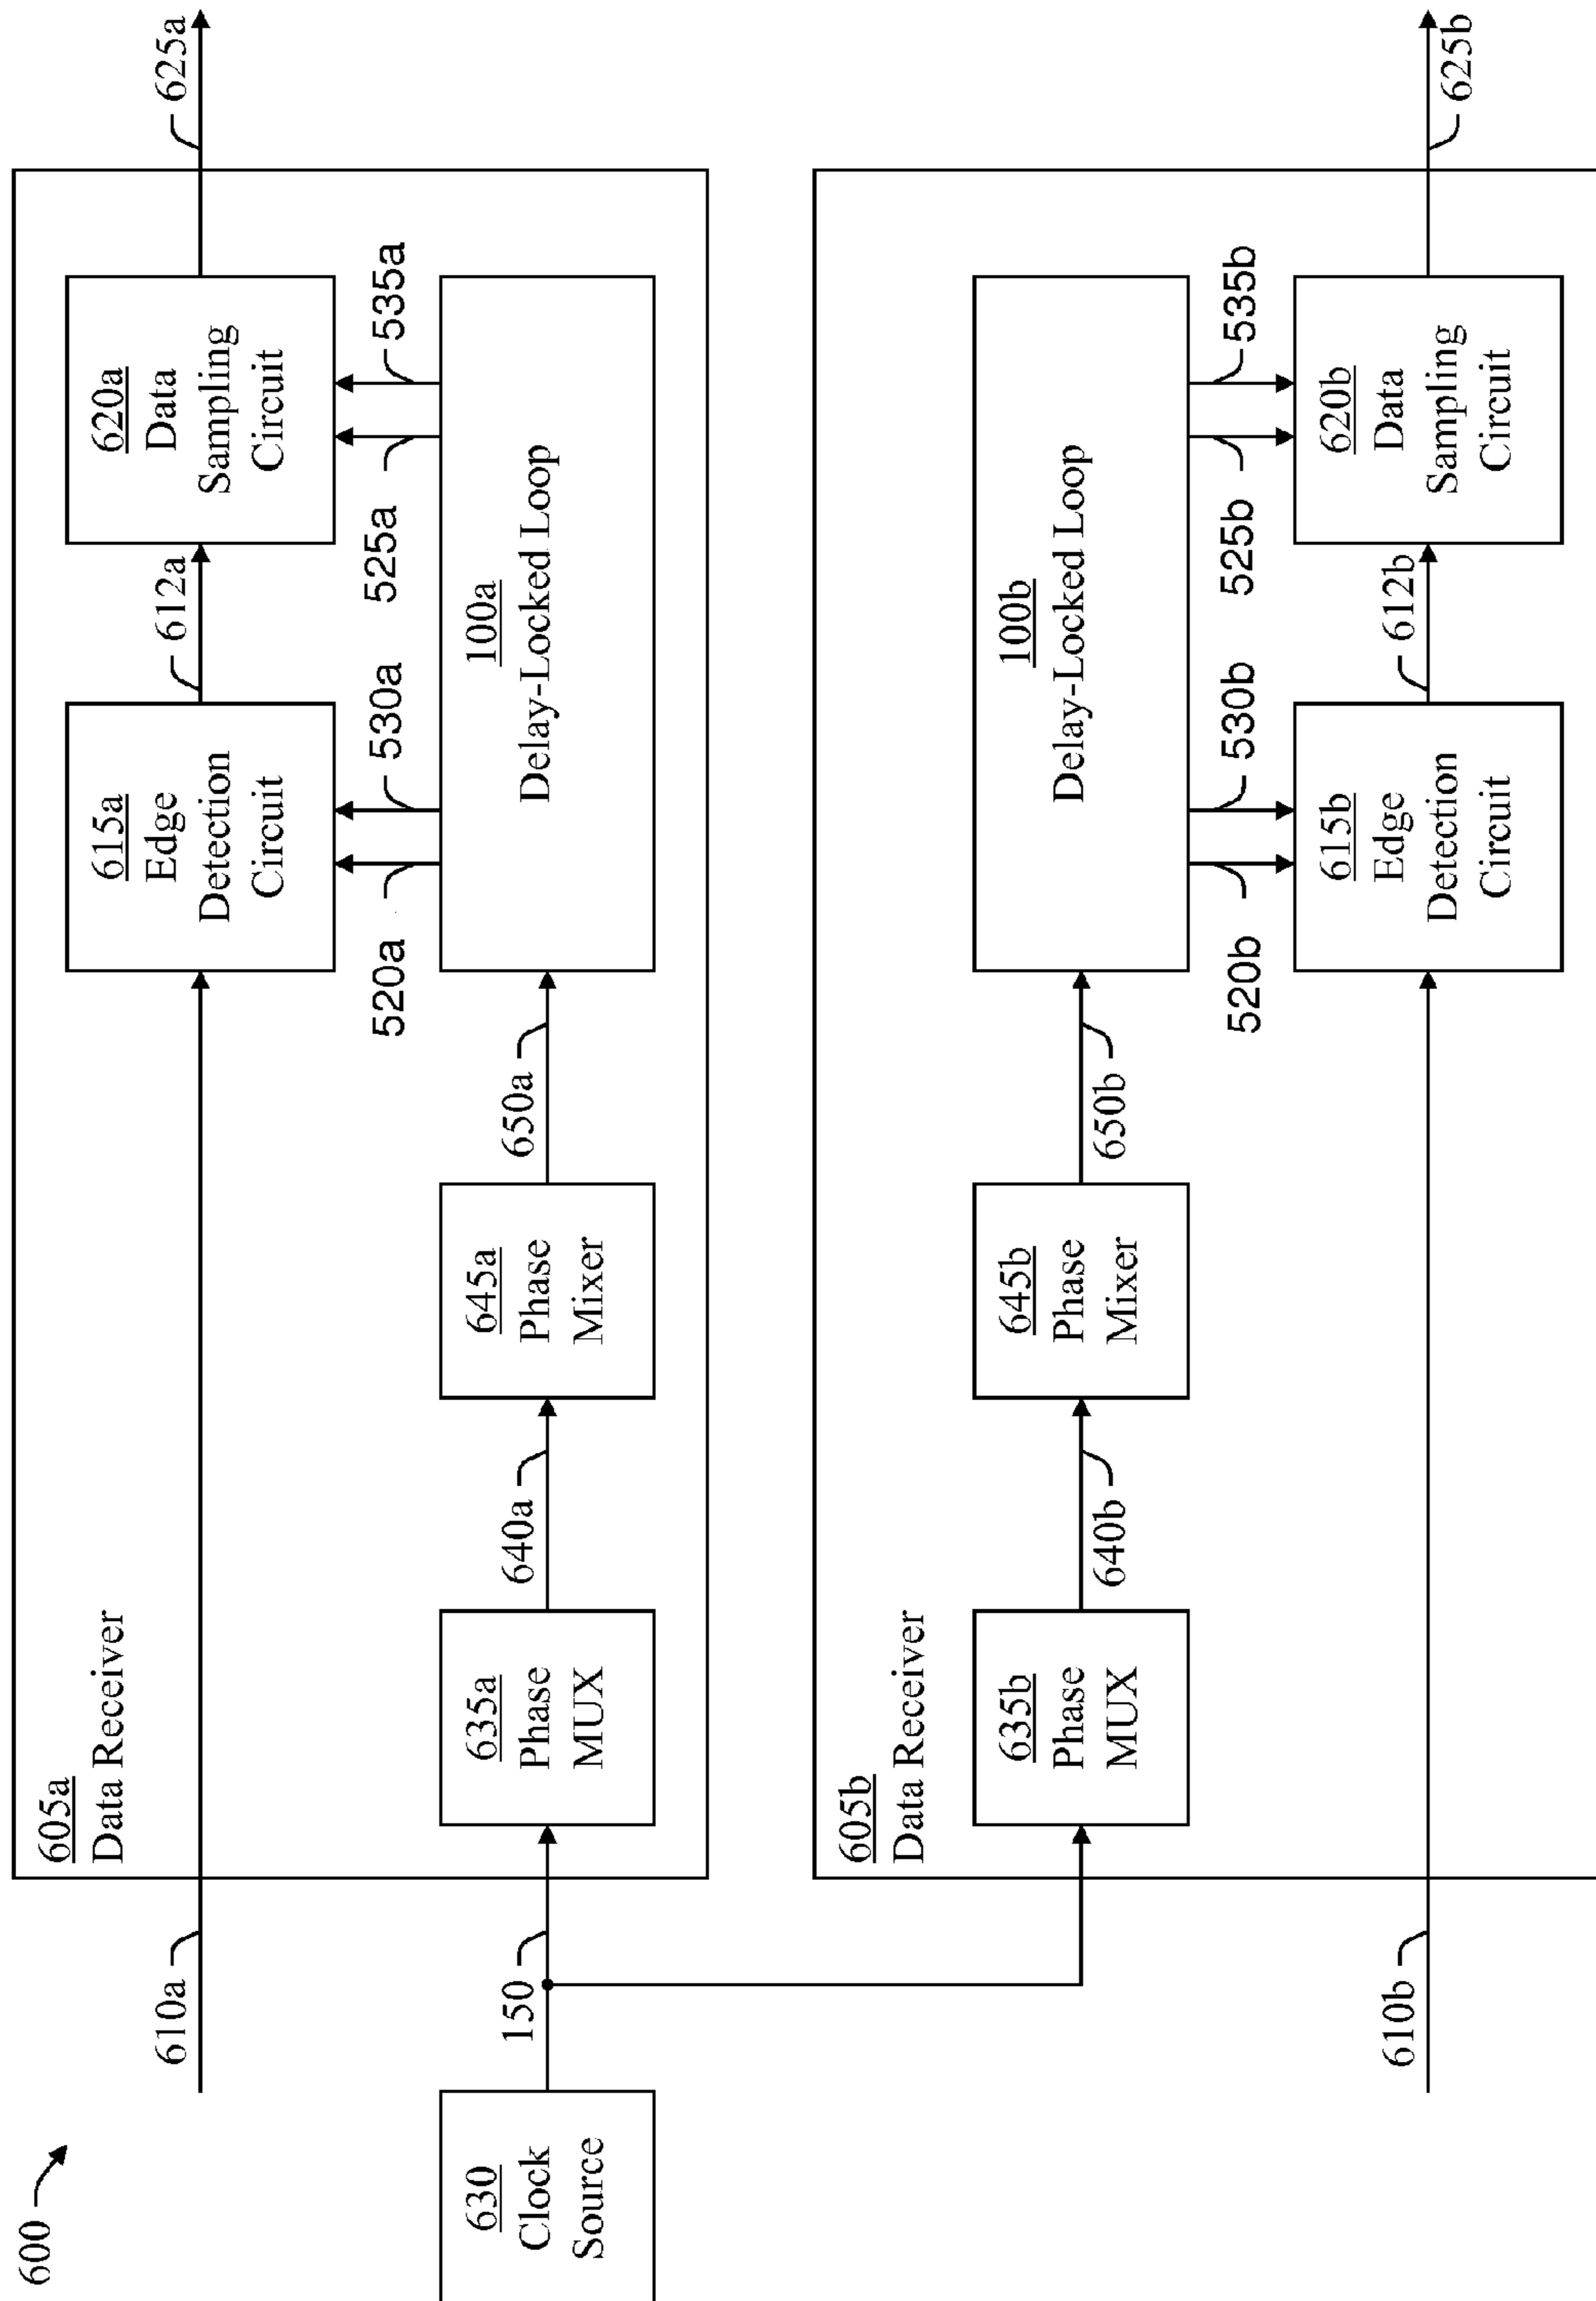 600
610a
605a
Data Receiver
615a
Edge
Detection
Circuit
612a
620a
Data
Sampling
Circuit
625a
520a
530a
525a
535a
630
Clock
Source
150
635a
Phase
MUX
640a
645a
Phase
Mixer
650a
100a
Delay-Locked Loop
605b
Data Receiver
635b
Phase
MUX
640b
645b
Phase
Mixer
650b
100b
Delay-Locked Loop
520b
530b
525b
535b
610b
615b
Edge
Detection
Circuit
612b
620b
Data
Sampling
Circuit
625b